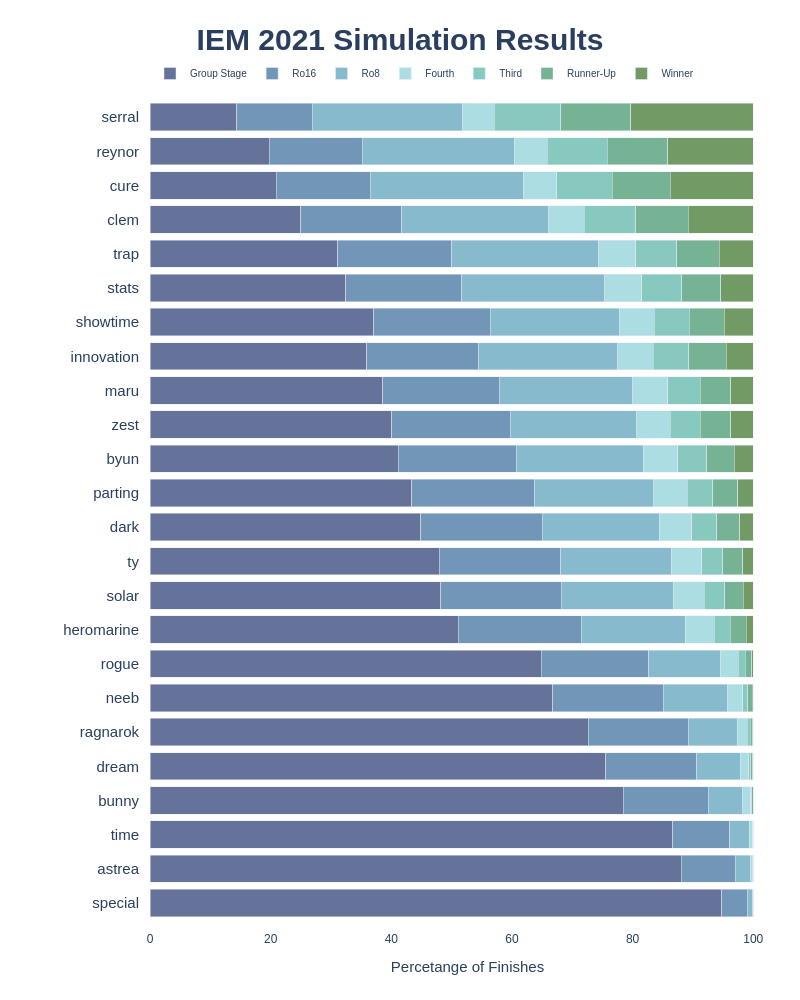 IEM 2021 Simulation Results
Group Stage Ro16 Ro8 Fourth Third Runner-Up Winner
serral
reynor
cure
clem
trap
stats
showtime
innovation
maru
zest
byun
parting
dark
ty
solar
heromarine
rogue
neeb
ragnarok
dream
bunny
time
astrea
special
0 20 40 60 80 100
Percetange of Finishes